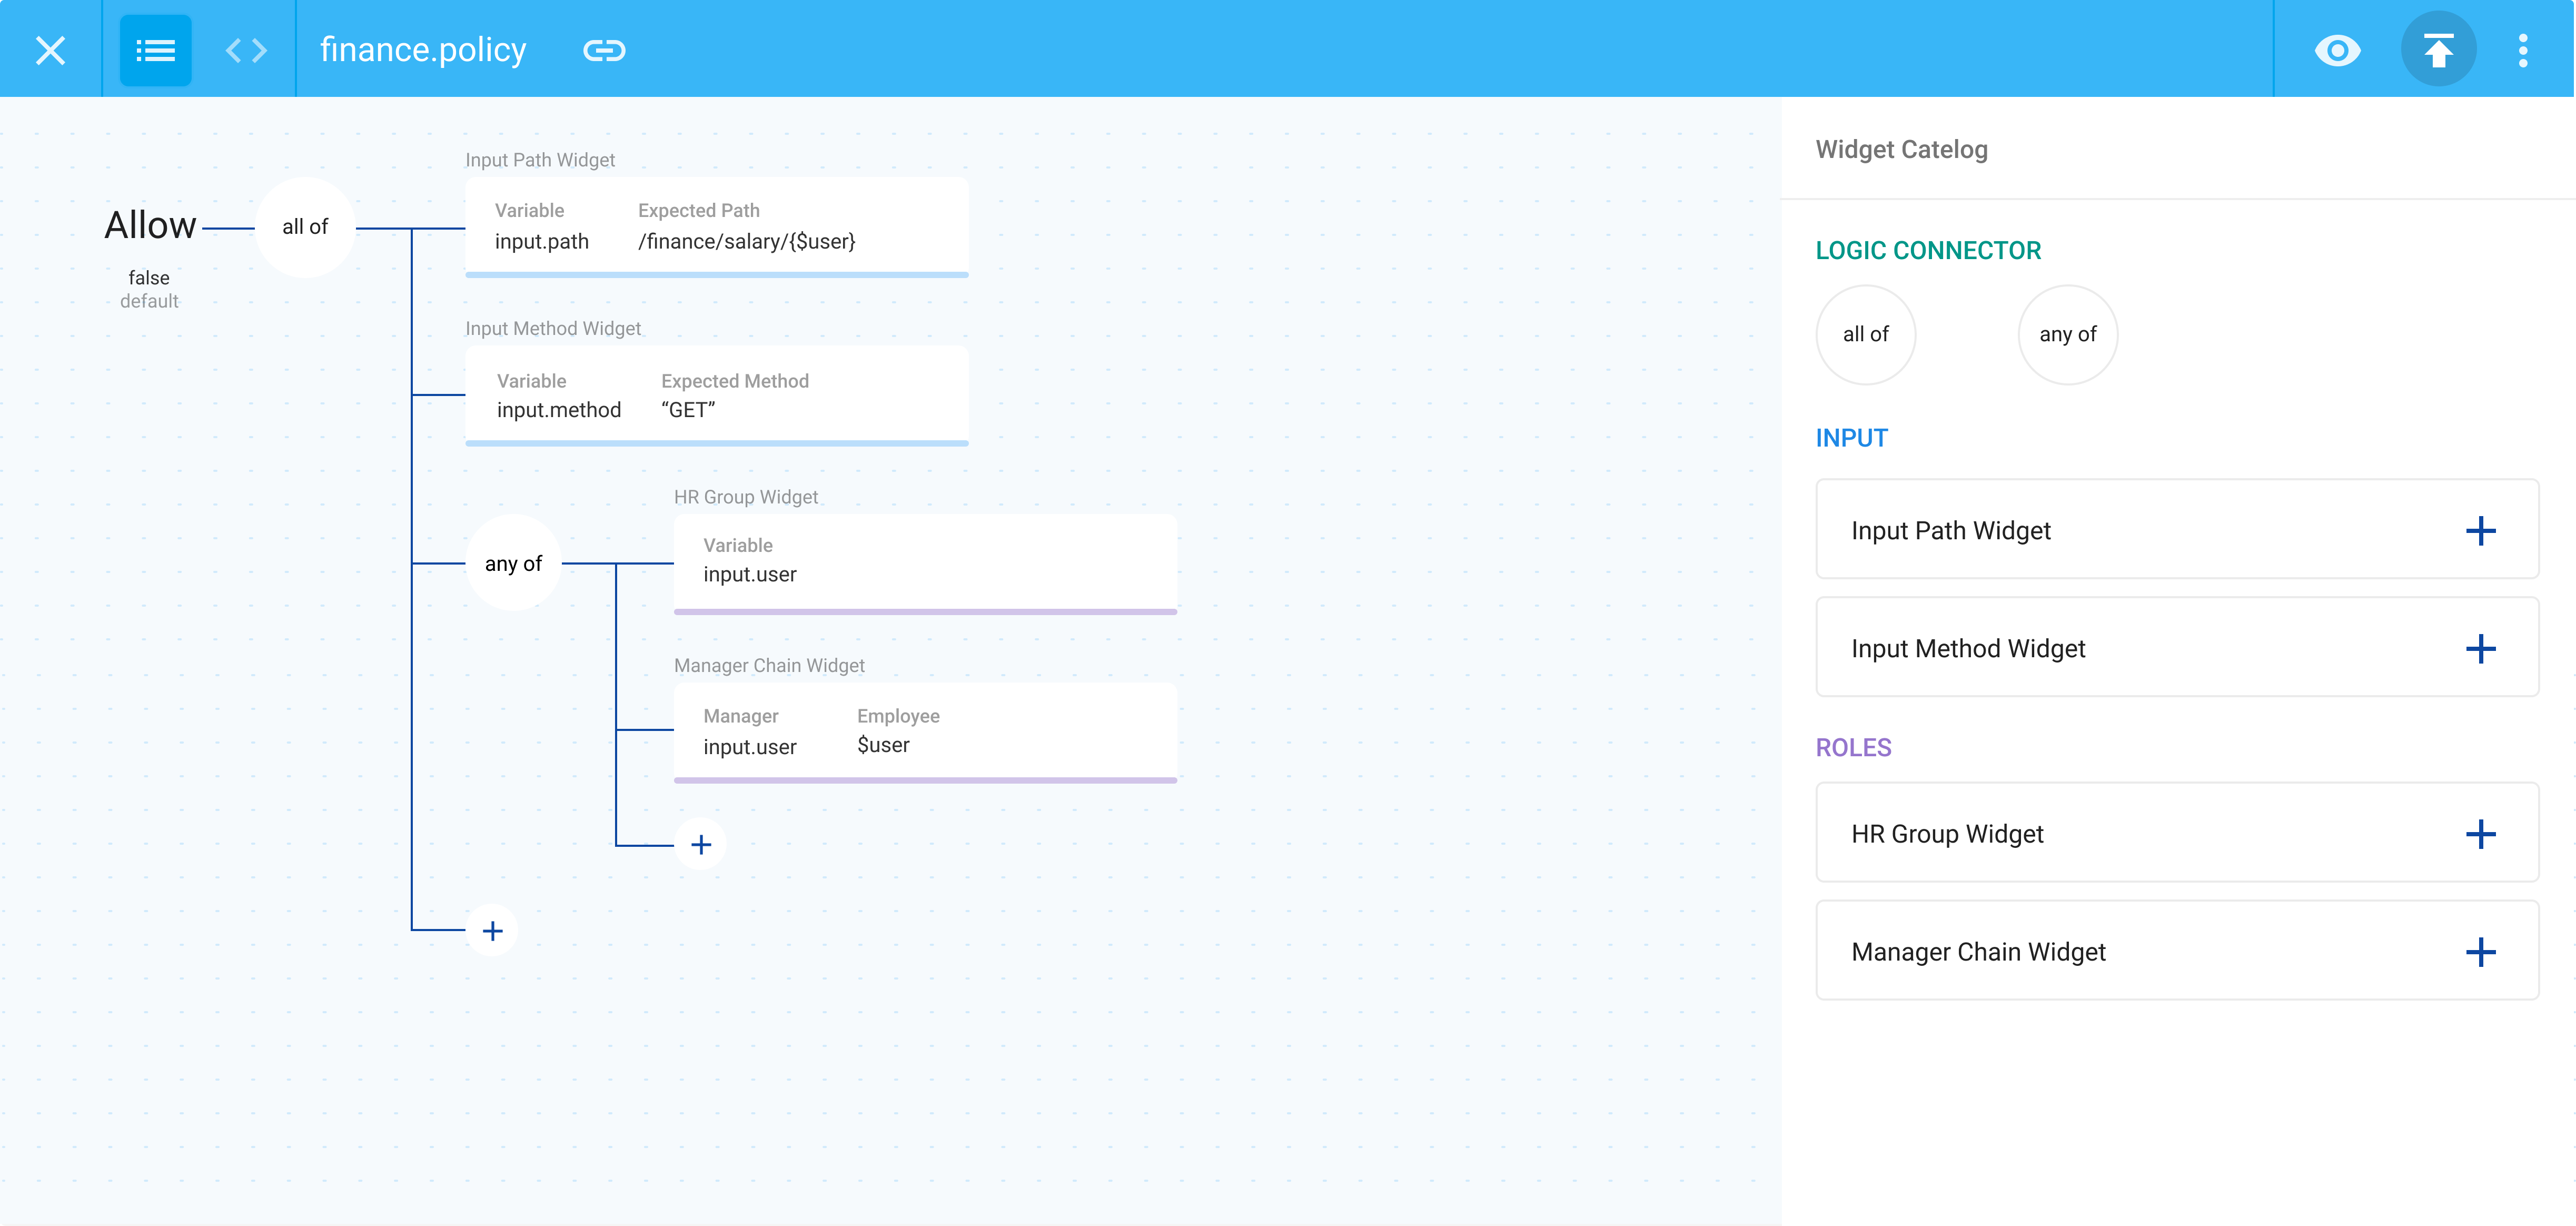 finance.policy
Allow
false
default
all of
Input Path Widget
Variable Expected Path
input.path /finance/salary/{$user}
Input Method Widget
Variable Expected Method
input.method “GET”
any of
HR Group Widget
Variable
input.user
Manager Chain Widget
Manager Employee
input.user $user
Widget Catelog
LOGIC CONNECTOR
all of any of
INPUT
Input Path Widget
Input Method Widget
ROLES
HR Group Widget
Manager Chain Widget